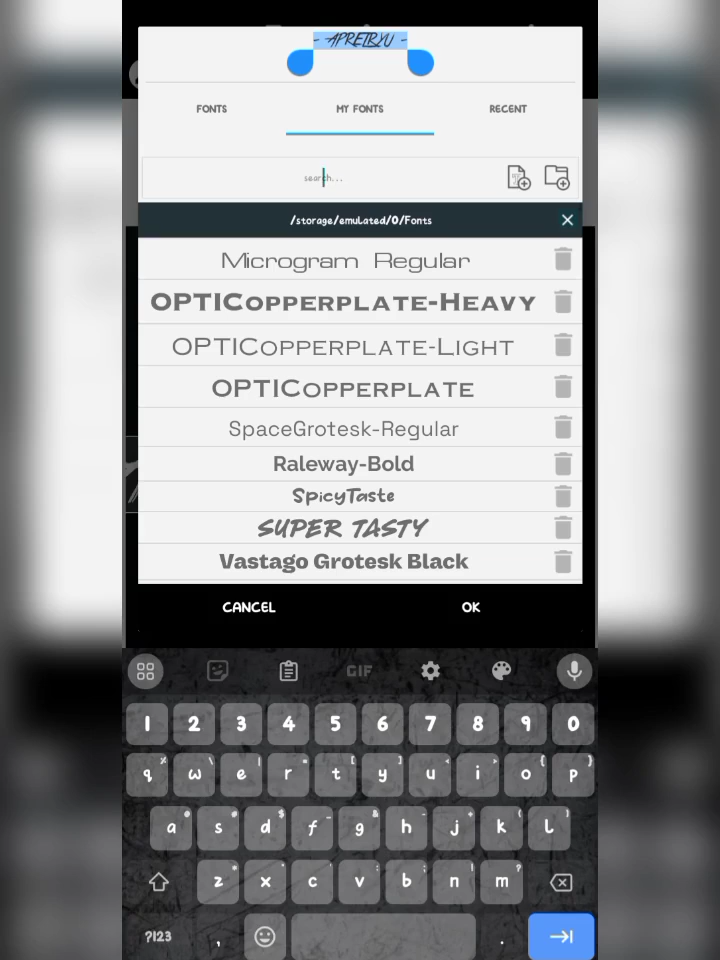 - APRETBYU -
FONTS MY FONTS RECENT
search...
/storage/emulated/0/Fonts
Microgram Regular
OPTICopperplate-Heavy
OPTICopperplate-Light
OPTICopperplate
SpaceGrotesk-Regular
Raleway-Bold
SpicyTaste
SUPER TASTY
Vastago Grotesk Black
CANCEL OK
GIF
1 2 3 4 5 6 7 8 9 0
q w e r t y u i o p
a s d f g h j k l
z x c v b n m
?123 , .